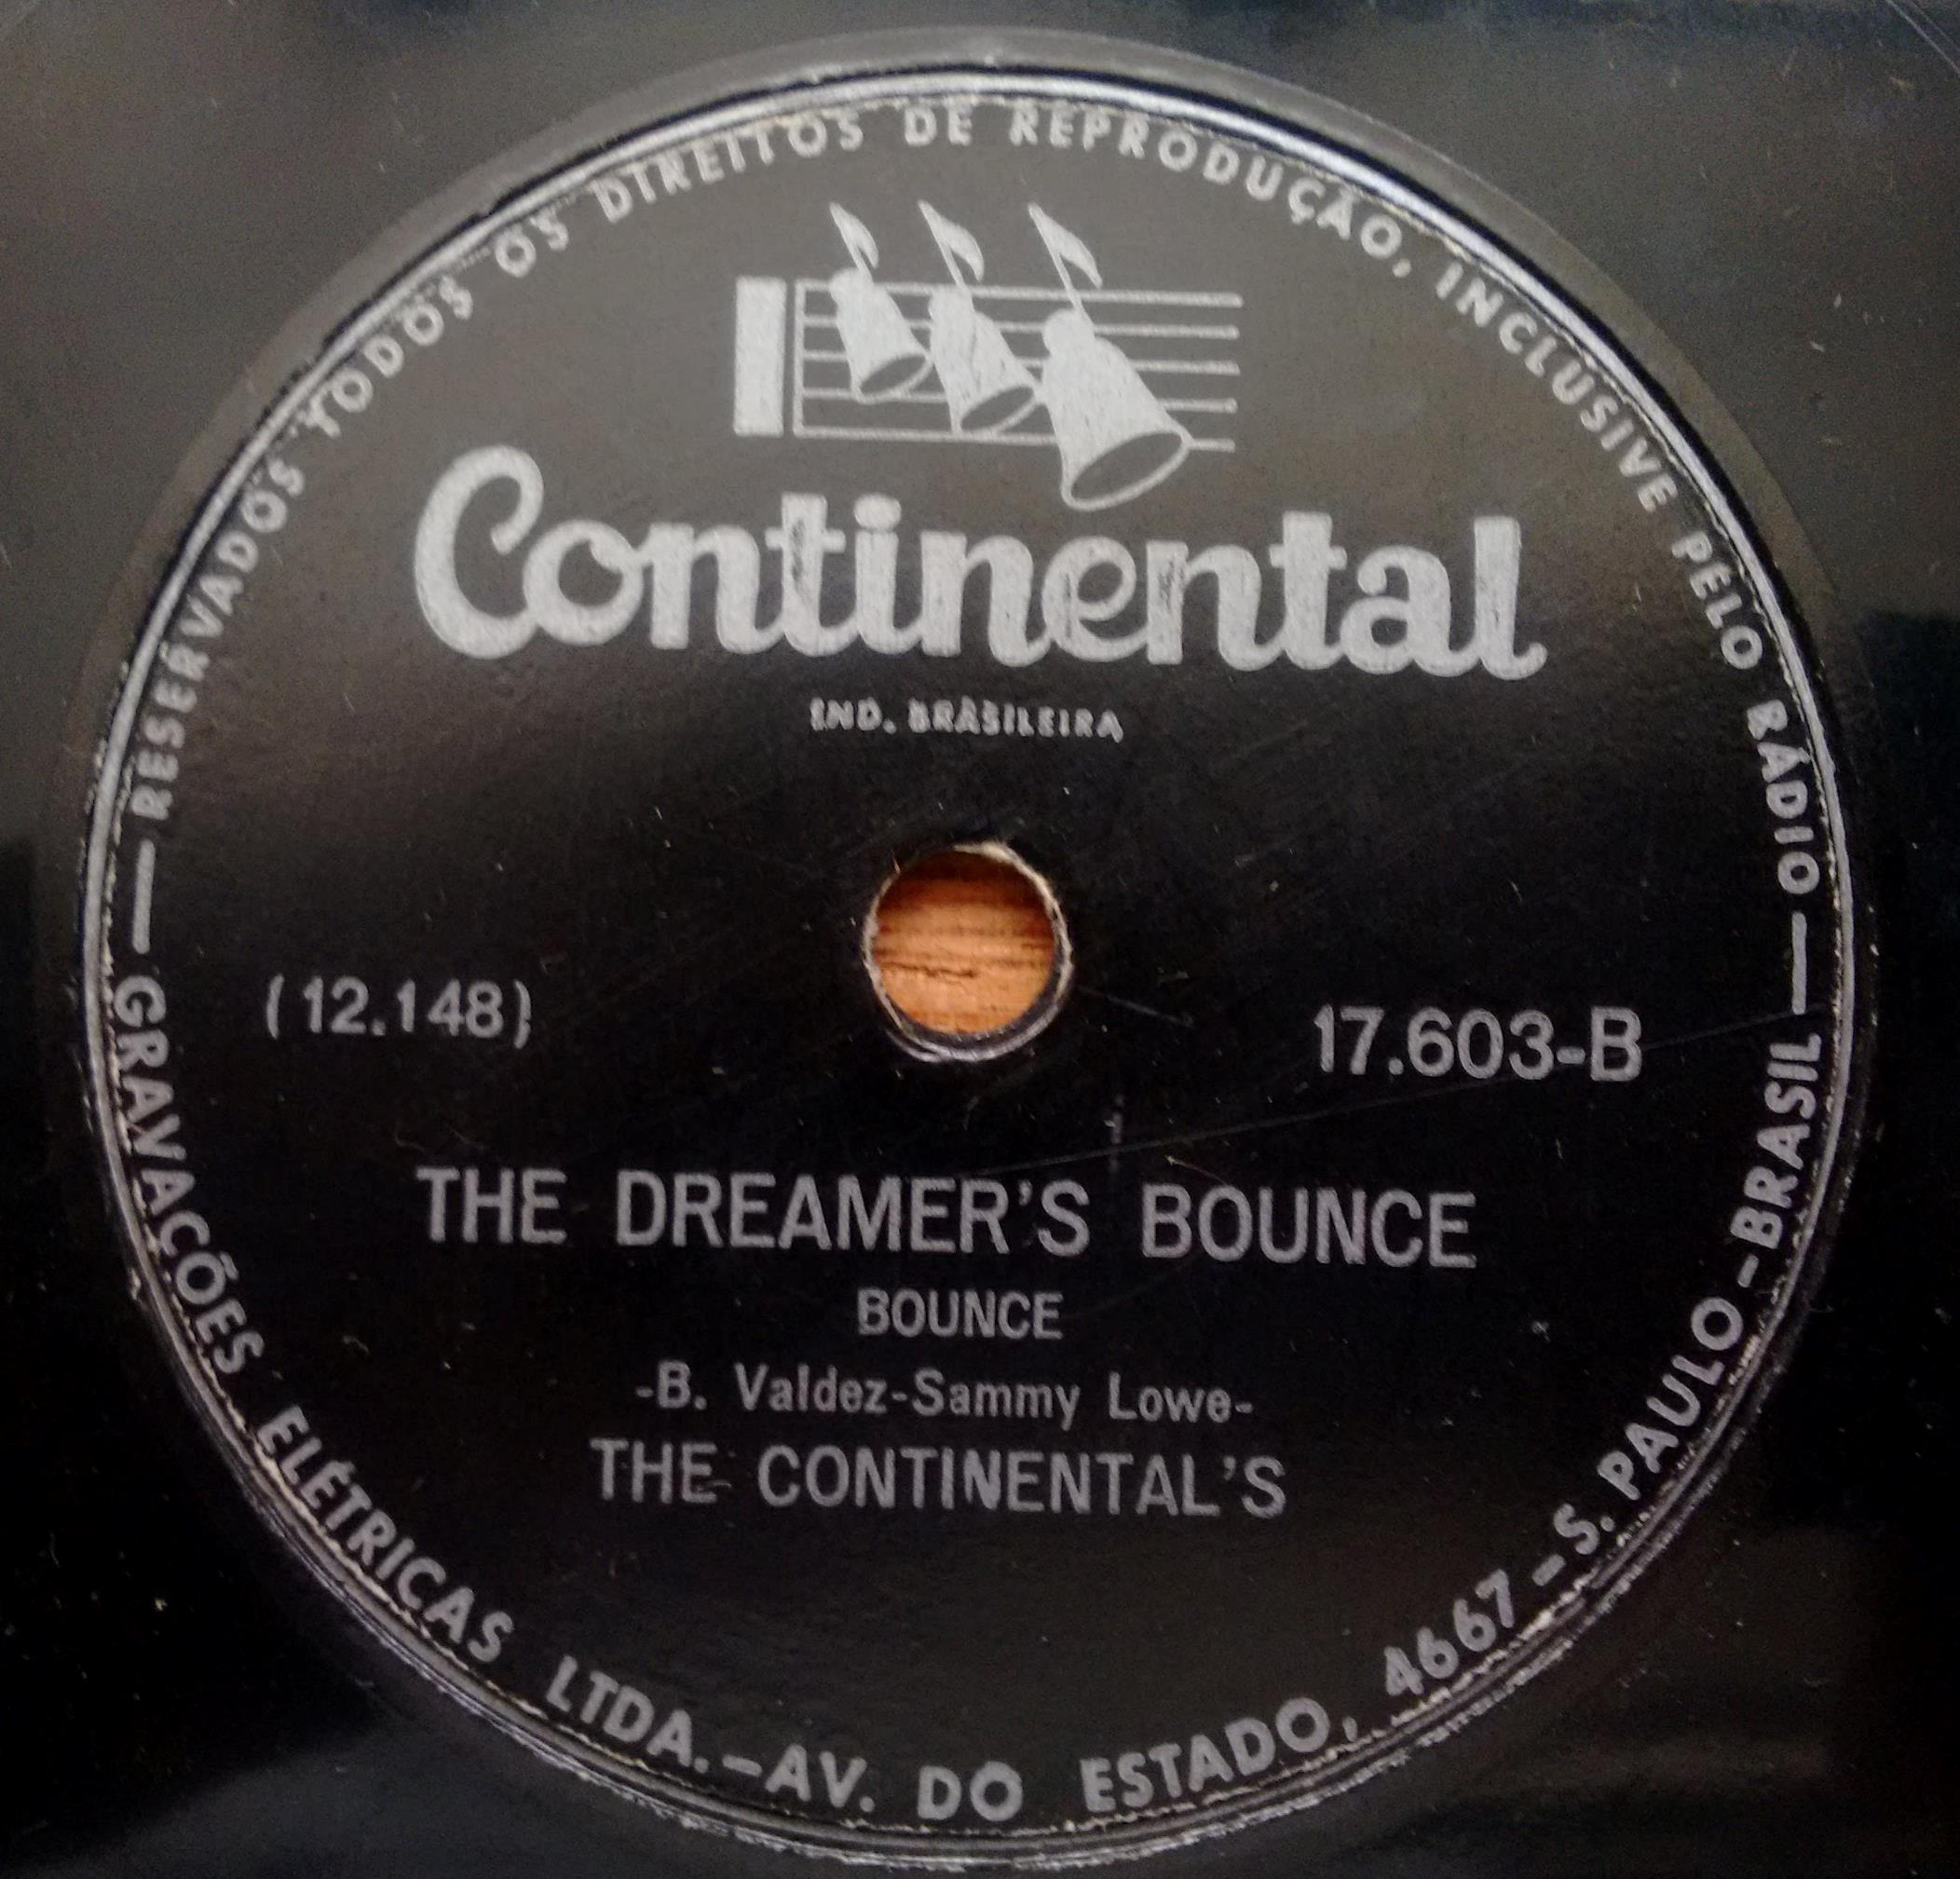 RESERVADOS TODOS OS DIREITOS DE REPRODUÇÃO, INCLUSIVE PELO RÁDIO
Continental
IND. BRASILEIRA
(12.148)
17.603-B
THE DREAMER'S BOUNCE
BOUNCE
-B. Valdez-Sammy Lowe-
THE CONTINENTAL'S
GRAVAÇÕES ELÉTRICAS LTDA.-AV. DO ESTADO, 4667-S. PAULO-BRASIL